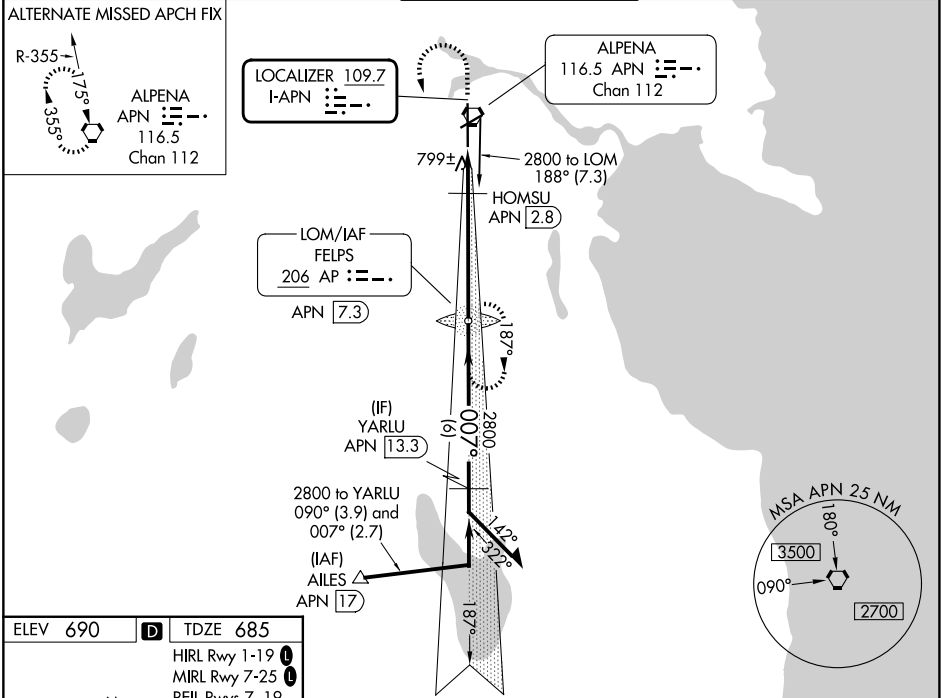 ALTERNATE MISSED APCH FIX
R-355
175°
355°
ALPENA
APN
116.5
Chan 112
LOCALIZER 109.7
I-APN
ALPENA
116.5 APN
Chan 112
799±
2800 to LOM
188° (7.3)
HOMSU
APN 2.8
LOM/IAF
FELPS
206 AP
APN 7.3
187°
(IF)
YARLU
APN 13.3
007°
2800
(6)
2800 to YARLU
090° (3.9) and
007° (2.7)
(IAF)
AILES
APN 17
142°
322°
187°
MSA APN 25 NM
180°
3500
090°
2700
ELEV 690 D TDZE 685
HIRL Rwy 1-19 L
MIRL Rwy 7-25 L
REIL Rwys 7, 19